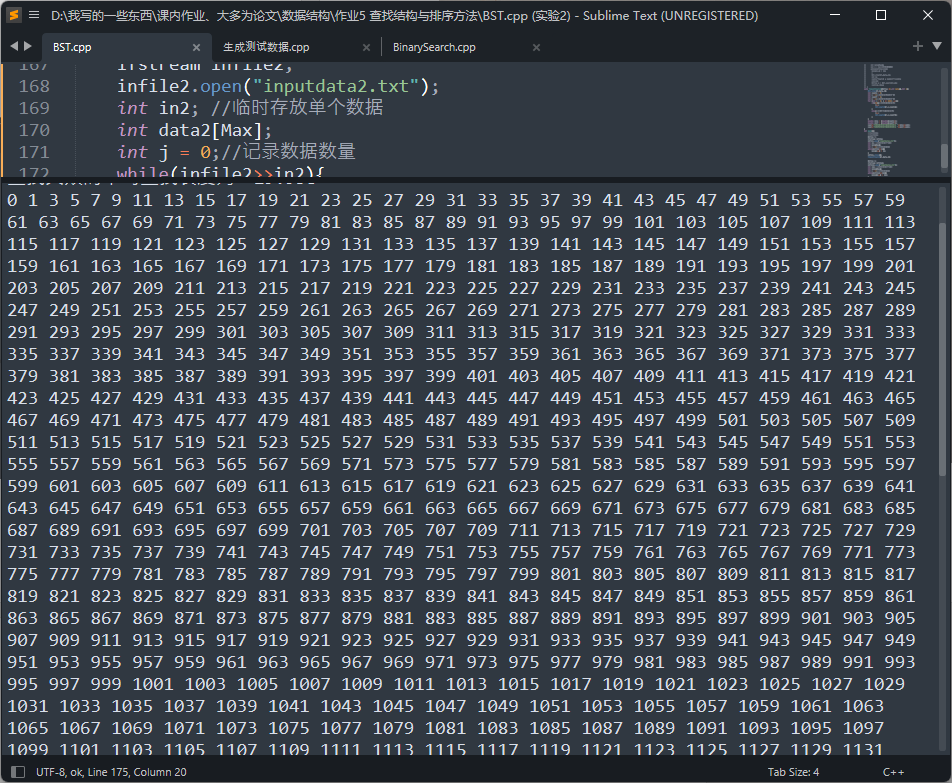 D:\我写的一些东西\课内作业、大多为论文\数据结构\作业5 查找结构与排序方法\BST.cpp (实验2) - Sublime Text (UNREGISTERED)
BST.cpp
生成测试数据.cpp
BinarySearch.cpp
167 ifstream infile2;
168 infile2.open("inputdata2.txt");
169 int in2; //临时存放单个数据
170 int data2[Max];
171 int j = 0;//记录数据数量
172 while(infile2>>in2){
0 1 3 5 7 9 11 13 15 17 19 21 23 25 27 29 31 33 35 37 39 41 43 45 47 49 51 53 55 57 59
61 63 65 67 69 71 73 75 77 79 81 83 85 87 89 91 93 95 97 99 101 103 105 107 109 111 113
115 117 119 121 123 125 127 129 131 133 135 137 139 141 143 145 147 149 151 153 155 157
159 161 163 165 167 169 171 173 175 177 179 181 183 185 187 189 191 193 195 197 199 201
203 205 207 209 211 213 215 217 219 221 223 225 227 229 231 233 235 237 239 241 243 245
247 249 251 253 255 257 259 261 263 265 267 269 271 273 275 277 279 281 283 285 287 289
291 293 295 297 299 301 303 305 307 309 311 313 315 317 319 321 323 325 327 329 331 333
335 337 339 341 343 345 347 349 351 353 355 357 359 361 363 365 367 369 371 373 375 377
379 381 383 385 387 389 391 393 395 397 399 401 403 405 407 409 411 413 415 417 419 421
423 425 427 429 431 433 435 437 439 441 443 445 447 449 451 453 455 457 459 461 463 465
467 469 471 473 475 477 479 481 483 485 487 489 491 493 495 497 499 501 503 505 507 509
511 513 515 517 519 521 523 525 527 529 531 533 535 537 539 541 543 545 547 549 551 553
555 557 559 561 563 565 567 569 571 573 575 577 579 581 583 585 587 589 591 593 595 597
599 601 603 605 607 609 611 613 615 617 619 621 623 625 627 629 631 633 635 637 639 641
643 645 647 649 651 653 655 657 659 661 663 665 667 669 671 673 675 677 679 681 683 685
687 689 691 693 695 697 699 701 703 705 707 709 711 713 715 717 719 721 723 725 727 729
731 733 735 737 739 741 743 745 747 749 751 753 755 757 759 761 763 765 767 769 771 773
775 777 779 781 783 785 787 789 791 793 795 797 799 801 803 805 807 809 811 813 815 817
819 821 823 825 827 829 831 833 835 837 839 841 843 845 847 849 851 853 855 857 859 861
863 865 867 869 871 873 875 877 879 881 883 885 887 889 891 893 895 897 899 901 903 905
907 909 911 913 915 917 919 921 923 925 927 929 931 933 935 937 939 941 943 945 947 949
951 953 955 957 959 961 963 965 967 969 971 973 975 977 979 981 983 985 987 989 991 993
995 997 999 1001 1003 1005 1007 1009 1011 1013 1015 1017 1019 1021 1023 1025 1027 1029
1031 1033 1035 1037 1039 1041 1043 1045 1047 1049 1051 1053 1055 1057 1059 1061 1063
1065 1067 1069 1071 1073 1075 1077 1079 1081 1083 1085 1087 1089 1091 1093 1095 1097
1099 1101 1103 1105 1107 1109 1111 1113 1115 1117 1119 1121 1123 1125 1127 1129 1131
UTF-8, ok, Line 175, Column 20
Tab Size: 4
C++